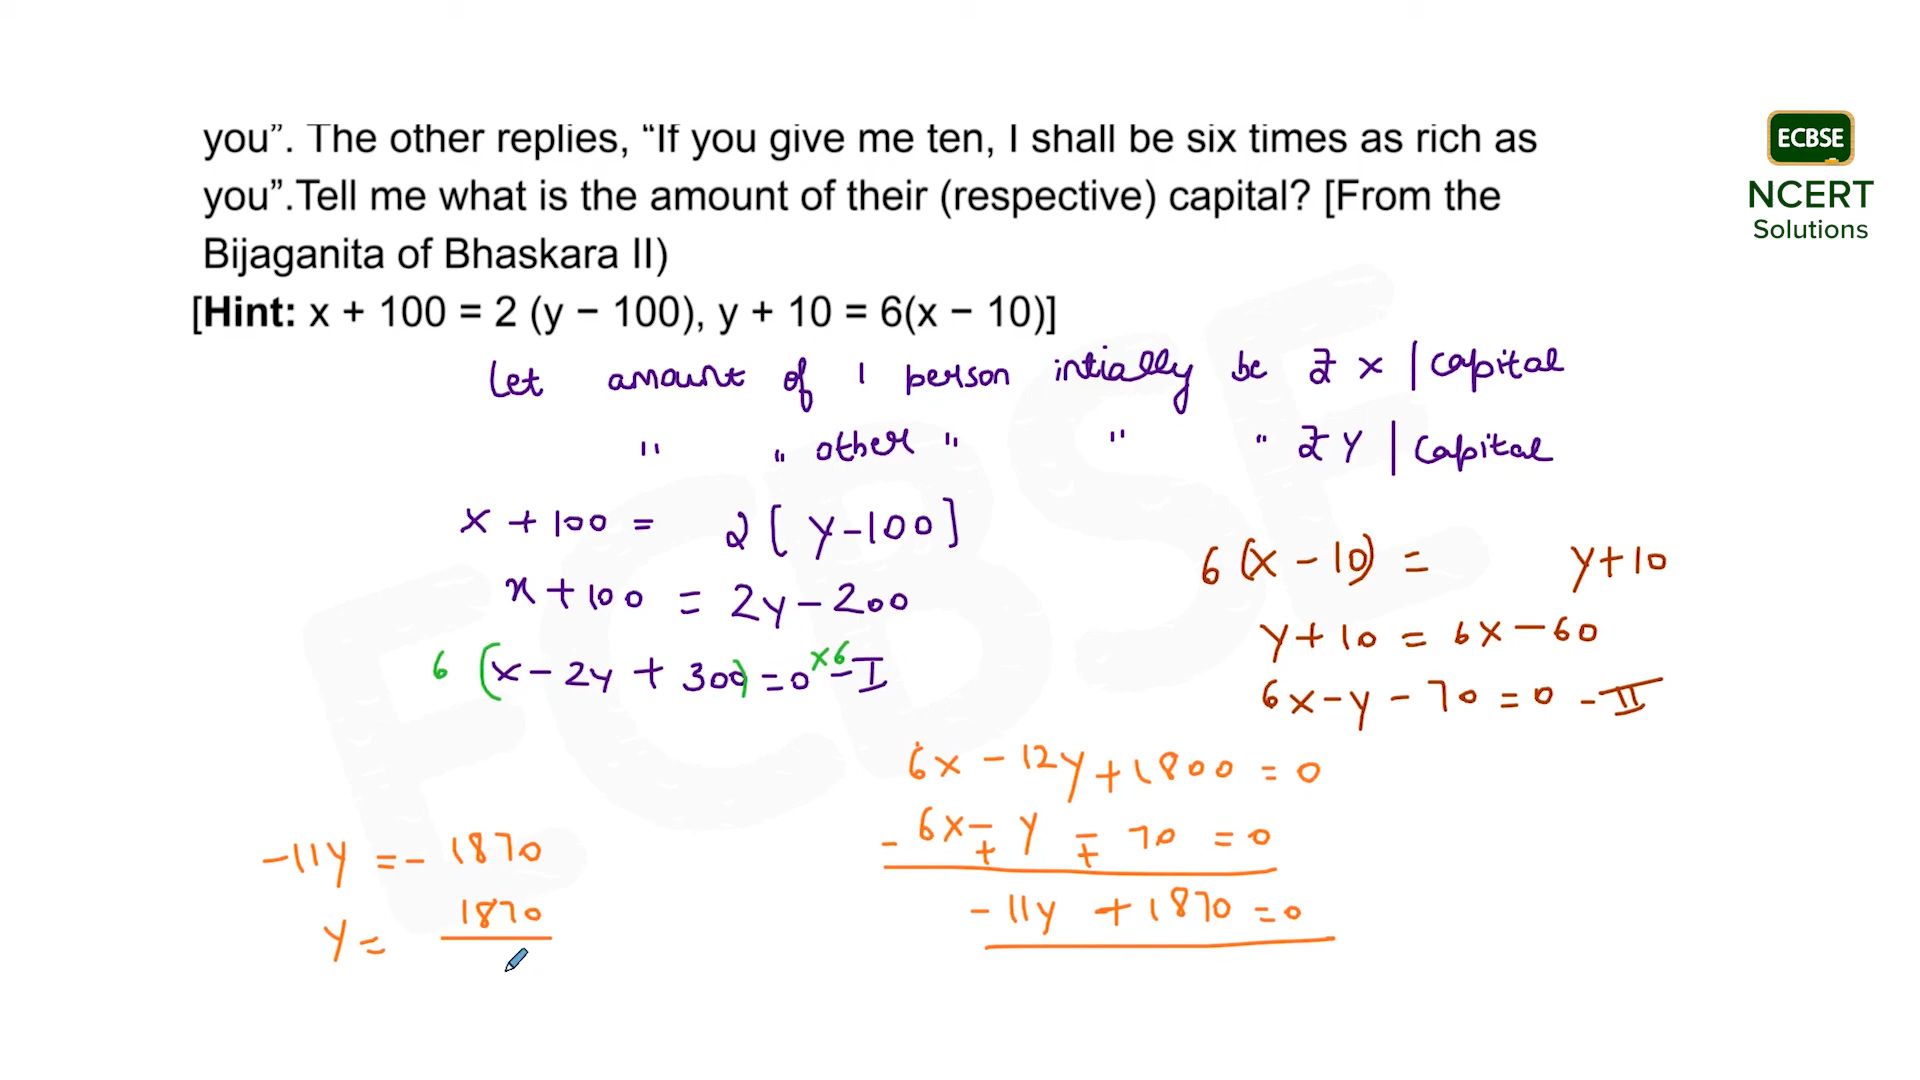 you”. The other replies, “If you give me ten, I shall be six times as rich as
you”.Tell me what is the amount of their (respective) capital? [From the
Bijaganita of Bhaskara II)
[Hint: x + 100 = 2 (y − 100), y + 10 = 6(x − 10)]
ECBSE
NCERT
Solutions
Let amount of 1 person intially be ₹ x | capital
" " other " " " ₹ y | capital
x + 100 = 2[y-100]
x + 100 = 2y - 200
6 (x - 2y + 300) = 0 ×6 - I
6(x - 10) = y + 10
y + 10 = 6x - 60
6x - y - 70 = 0 - II
6x - 12y + 1800 = 0
- 6x - + y - + 70 = 0
- 11y + 1870 = 0
-11y = - 1870
y = 1870
ECBSE